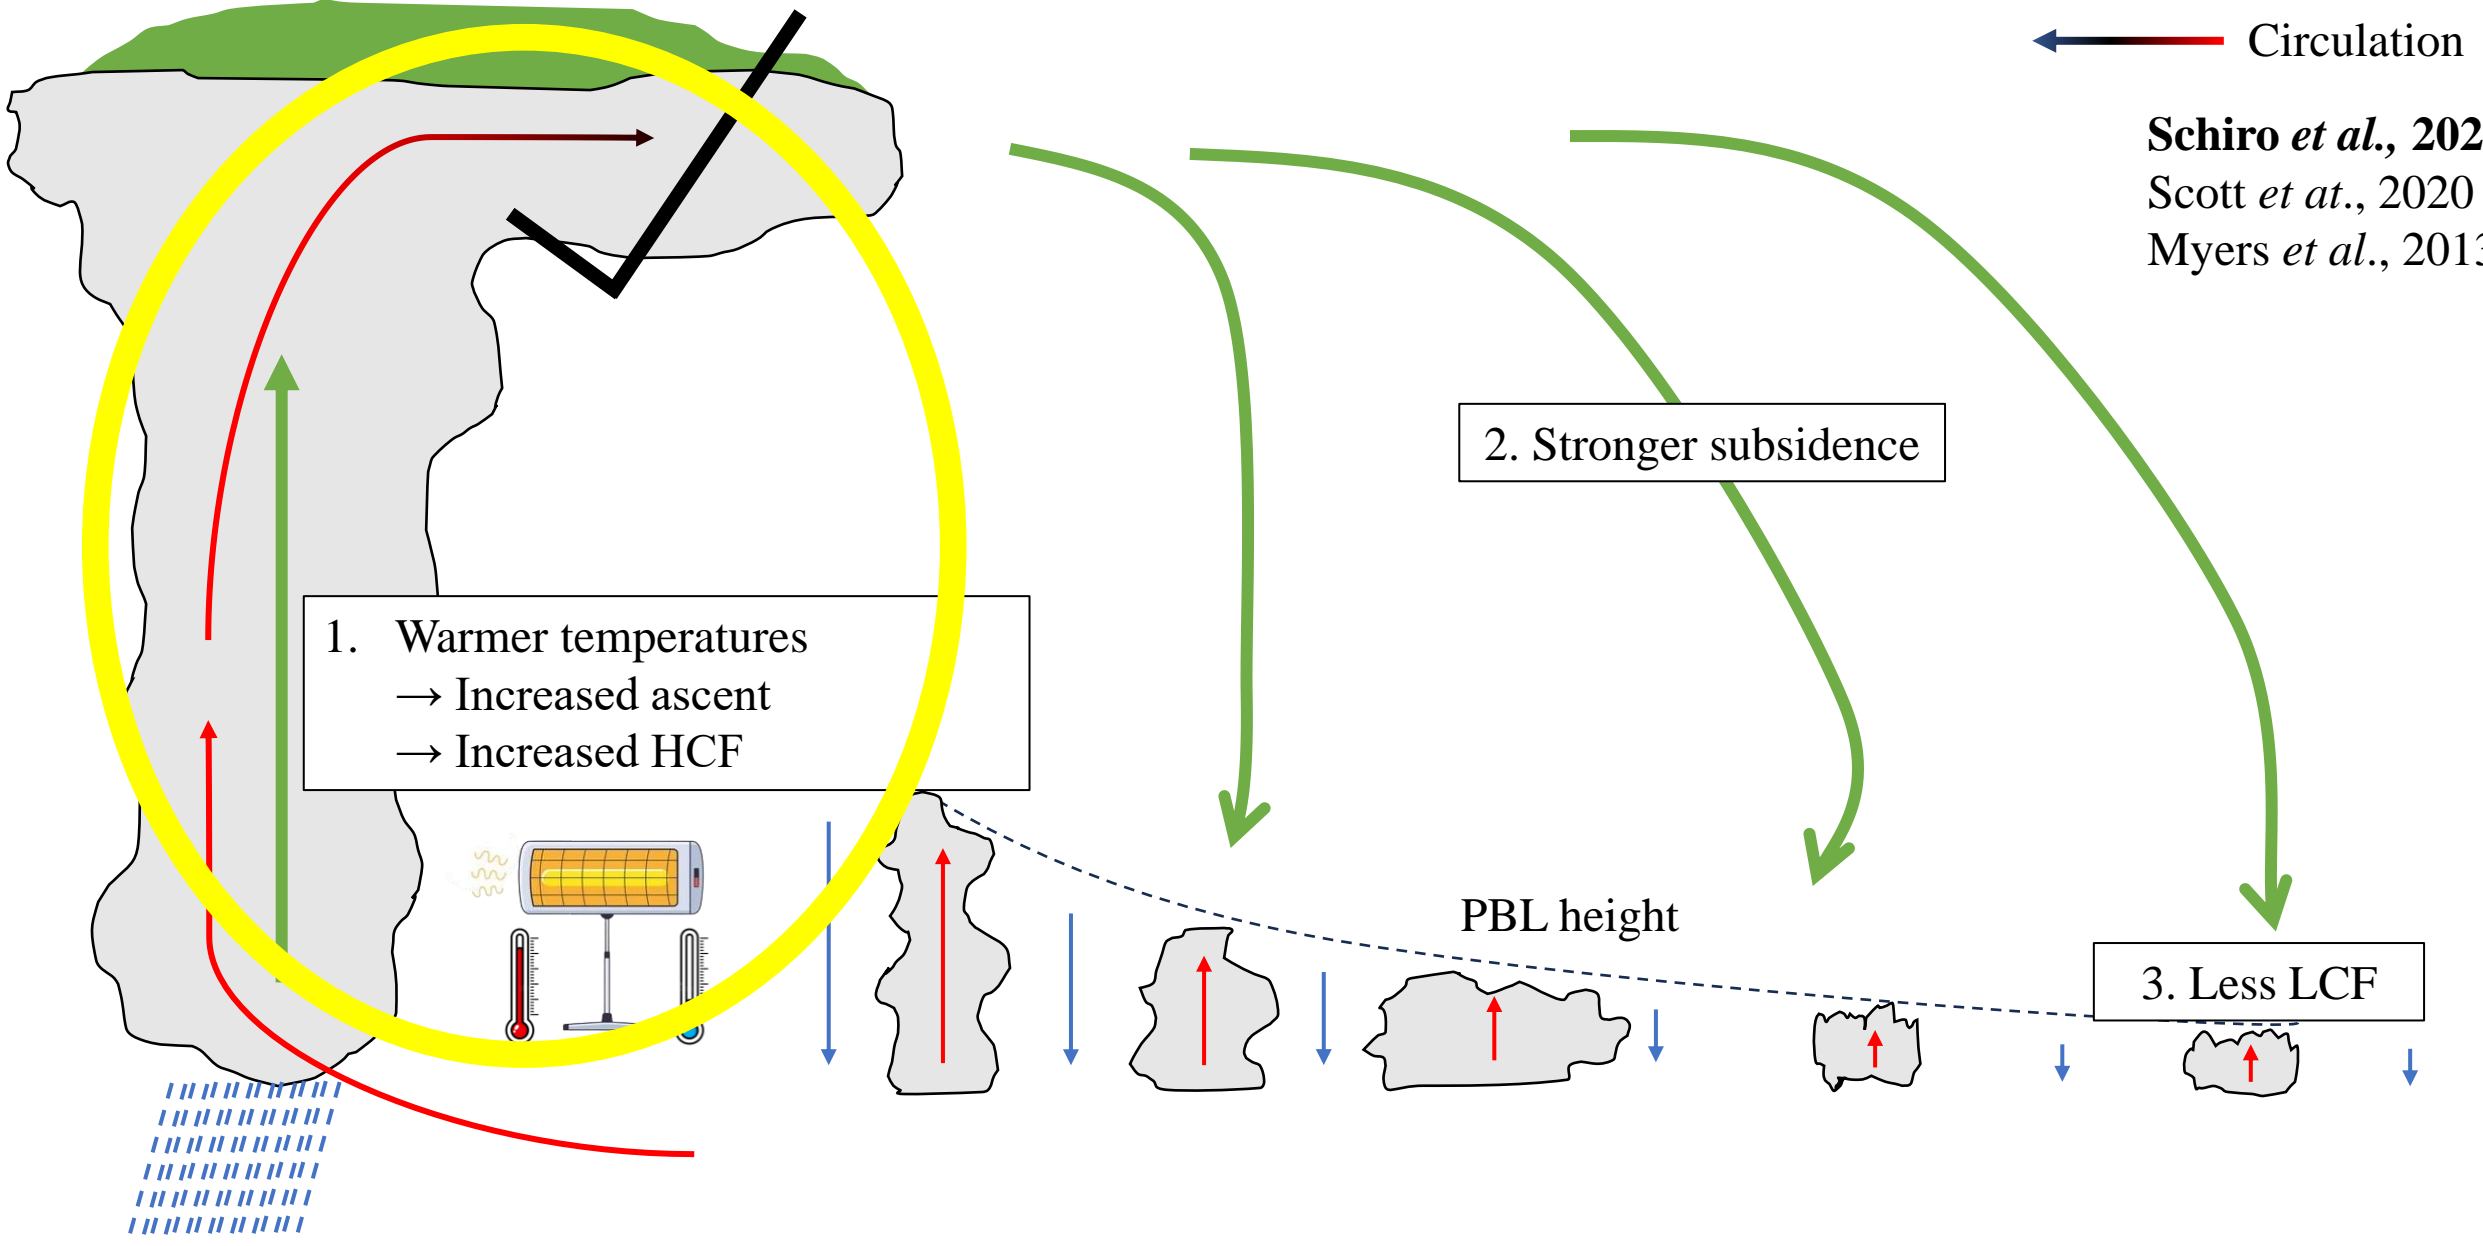 Circulation
Schiro et al., 202
Scott et at., 2020
Myers et al., 2013
2. Stronger subsidence
1. Warmer temperatures
→ Increased ascent
→ Increased HCF
PBL height
3. Less LCF